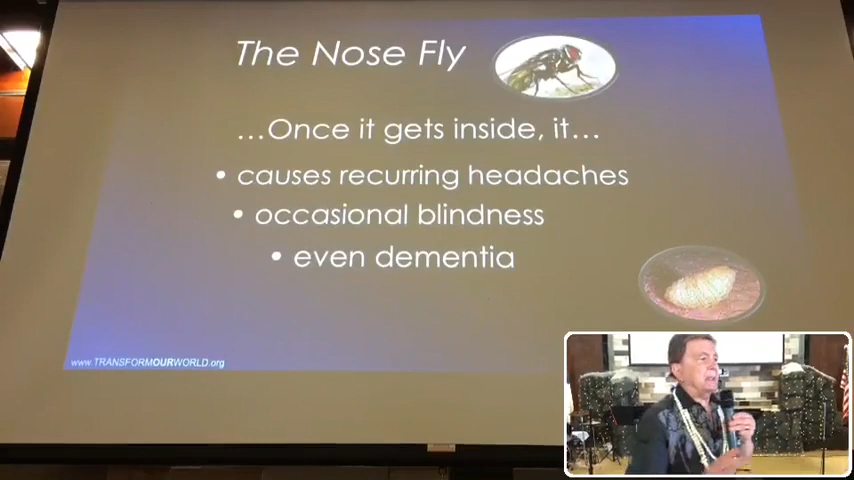 The Nose Fly
...Once it gets inside, it...
• causes recurring headaches
• occasional blindness
• even dementia
www.TRANSFORMOURWORLD.org